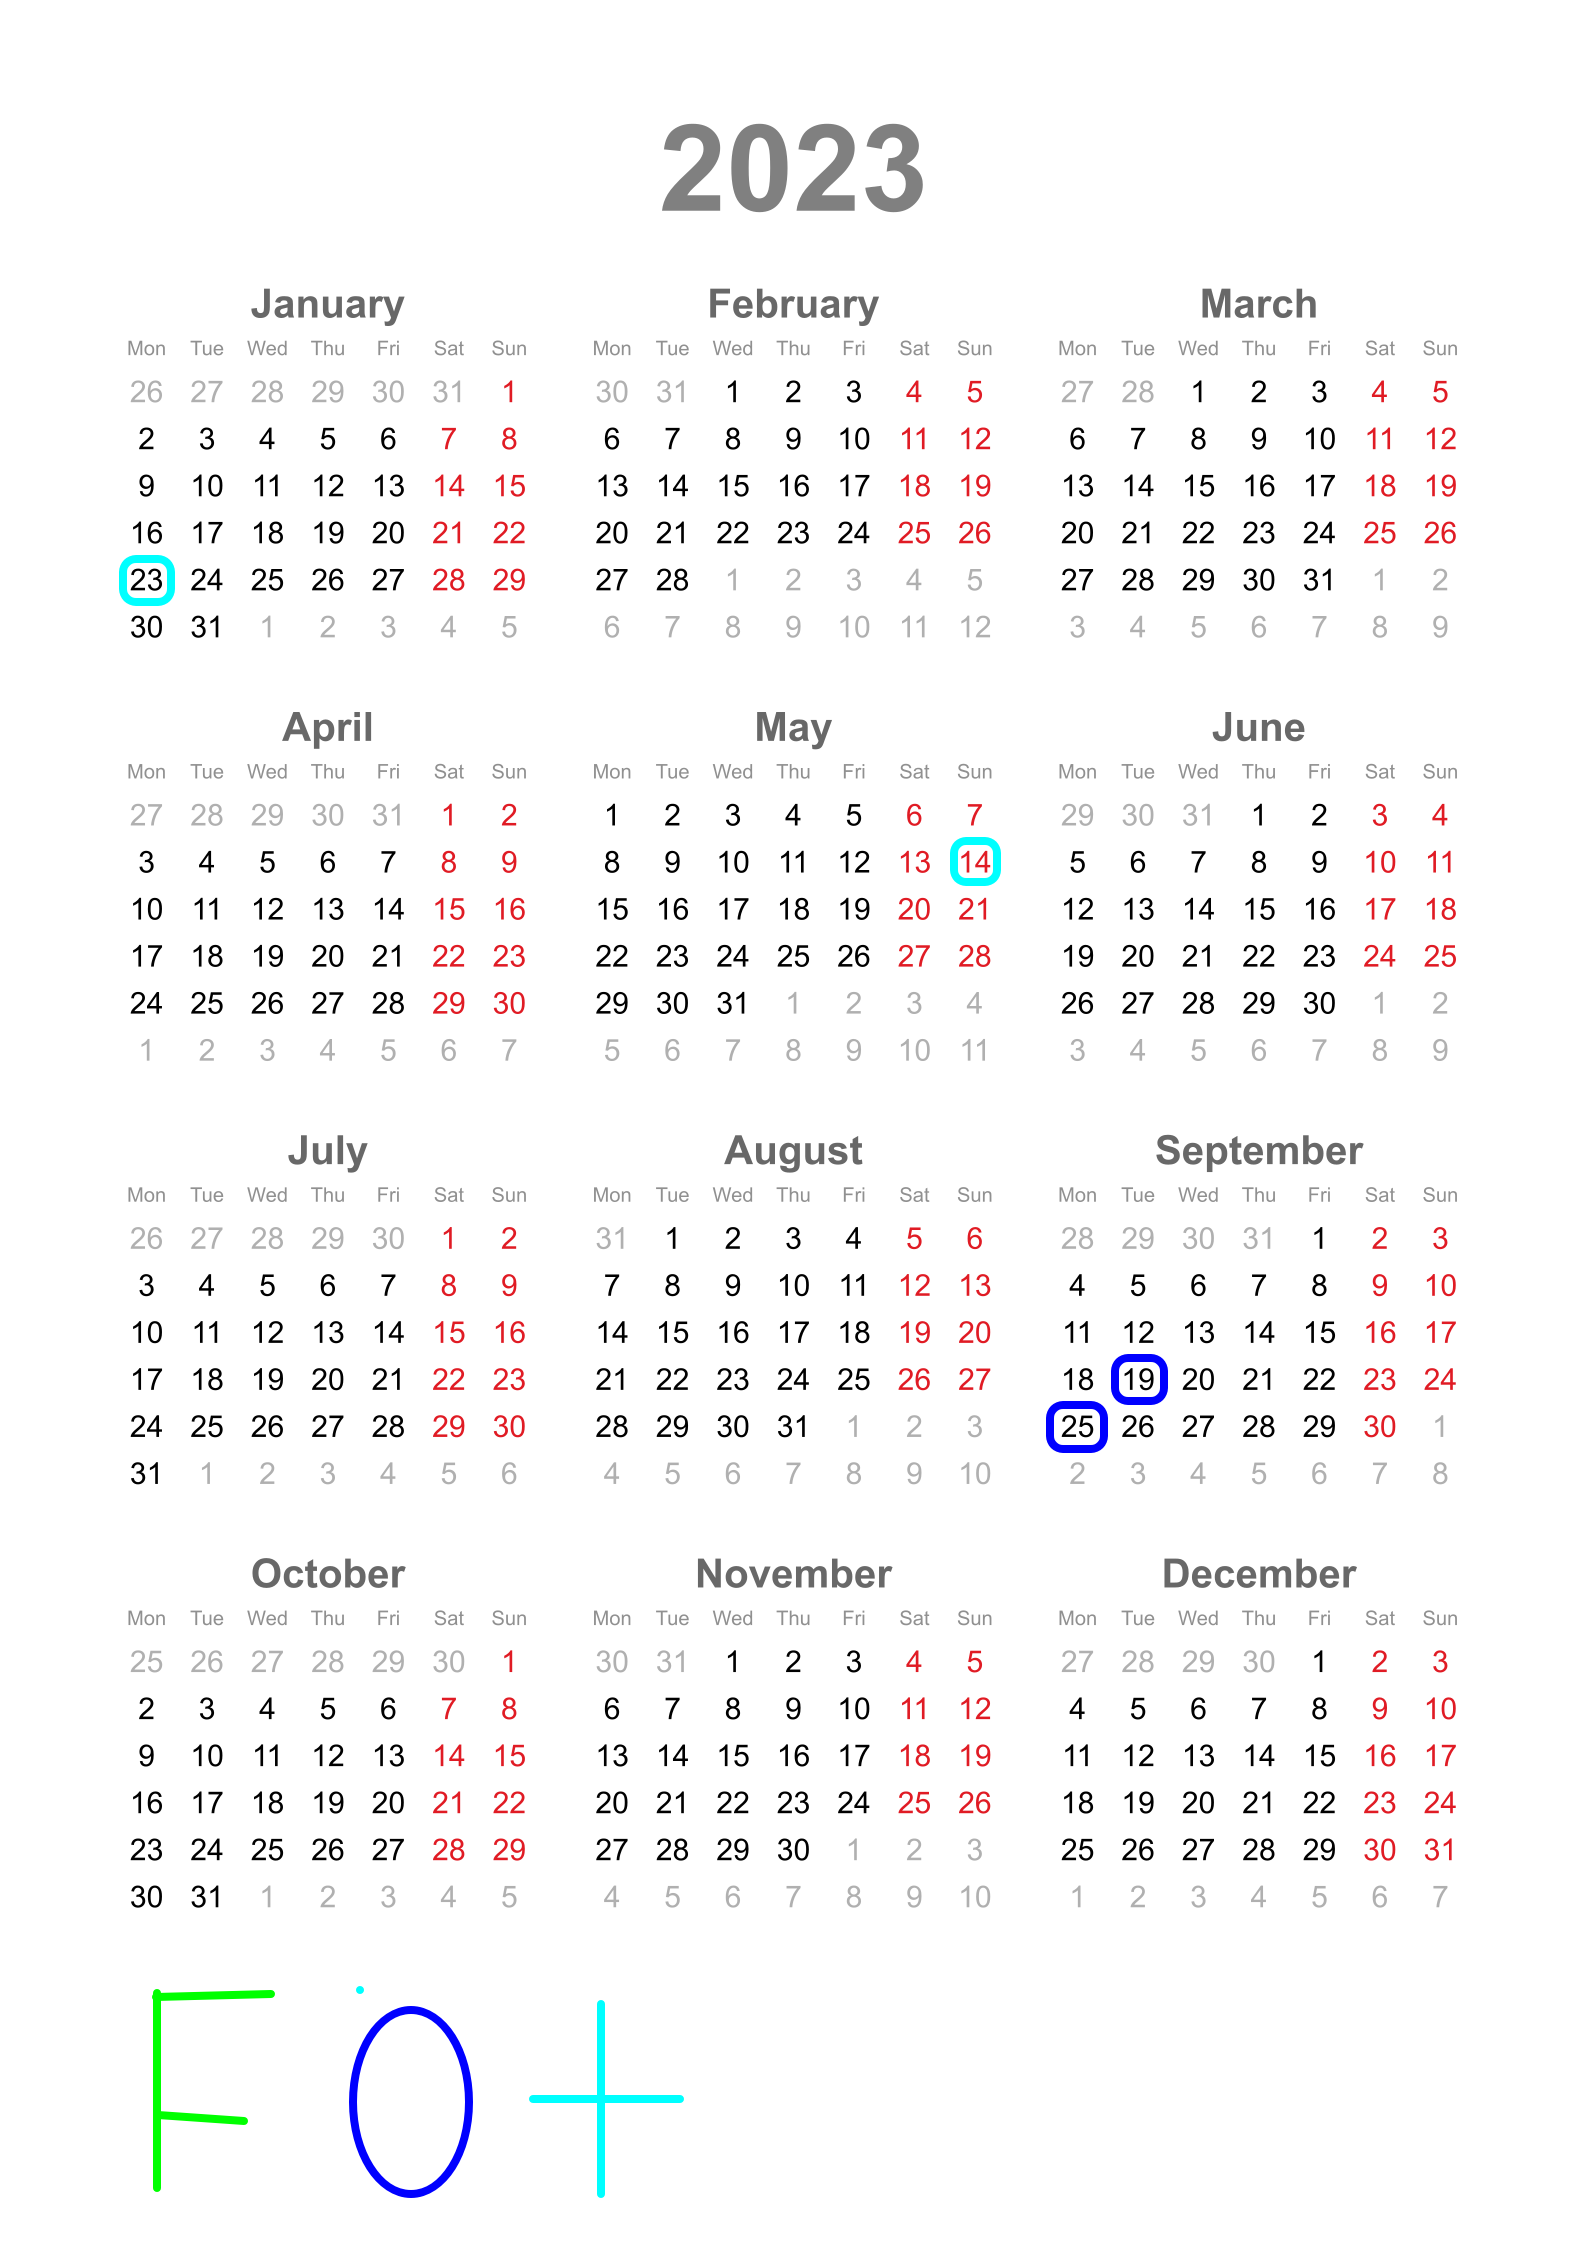 2023
January February March
Mon Tue Wed Thu Fri Sat Sun Mon Tue Wed Thu Fri Sat Sun Mon Tue Wed Thu Fri Sat Sun
26 27 28 29 30 31 1 30 31 1 2 3 4 5 27 28 1 2 3 4 5
2 3 4 5 6 7 8 6 7 8 9 10 11 12 6 7 8 9 10 11 12
9 10 11 12 13 14 15 13 14 15 16 17 18 19 13 14 15 16 17 18 19
16 17 18 19 20 21 22 20 21 22 23 24 25 26 20 21 22 23 24 25 26
23 24 25 26 27 28 29 27 28 1 2 3 4 5 27 28 29 30 31 1 2
30 31 1 2 3 4 5 6 7 8 9 10 11 12 3 4 5 6 7 8 9
April May June
Mon Tue Wed Thu Fri Sat Sun Mon Tue Wed Thu Fri Sat Sun Mon Tue Wed Thu Fri Sat Sun
27 28 29 30 31 1 2 1 2 3 4 5 6 7 29 30 31 1 2 3 4
3 4 5 6 7 8 9 8 9 10 11 12 13 14 5 6 7 8 9 10 11
10 11 12 13 14 15 16 15 16 17 18 19 20 21 12 13 14 15 16 17 18
17 18 19 20 21 22 23 22 23 24 25 26 27 28 19 20 21 22 23 24 25
24 25 26 27 28 29 30 29 30 31 1 2 3 4 26 27 28 29 30 1 2
1 2 3 4 5 6 7 5 6 7 8 9 10 11 3 4 5 6 7 8 9
July August September
Mon Tue Wed Thu Fri Sat Sun Mon Tue Wed Thu Fri Sat Sun Mon Tue Wed Thu Fri Sat Sun
26 27 28 29 30 1 2 31 1 2 3 4 5 6 28 29 30 31 1 2 3
3 4 5 6 7 8 9 7 8 9 10 11 12 13 4 5 6 7 8 9 10
10 11 12 13 14 15 16 14 15 16 17 18 19 20 11 12 13 14 15 16 17
17 18 19 20 21 22 23 21 22 23 24 25 26 27 18 19 20 21 22 23 24
24 25 26 27 28 29 30 28 29 30 31 1 2 3 25 26 27 28 29 30 1
31 1 2 3 4 5 6 4 5 6 7 8 9 10 2 3 4 5 6 7 8
October November December
Mon Tue Wed Thu Fri Sat Sun Mon Tue Wed Thu Fri Sat Sun Mon Tue Wed Thu Fri Sat Sun
25 26 27 28 29 30 1 30 31 1 2 3 4 5 27 28 29 30 1 2 3
2 3 4 5 6 7 8 6 7 8 9 10 11 12 4 5 6 7 8 9 10
9 10 11 12 13 14 15 13 14 15 16 17 18 19 11 12 13 14 15 16 17
16 17 18 19 20 21 22 20 21 22 23 24 25 26 18 19 20 21 22 23 24
23 24 25 26 27 28 29 27 28 29 30 1 2 3 25 26 27 28 29 30 31
30 31 1 2 3 4 5 4 5 6 7 8 9 10 1 2 3 4 5 6 7
F O +